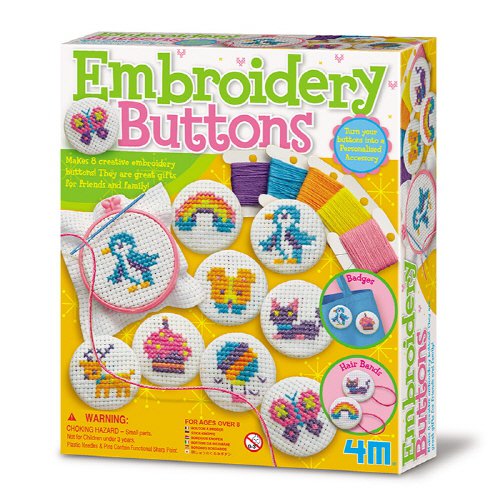 Embroidery
Buttons
Makes 8 creative embroidery
buttons! They are great gifts
for friends and family!
Turn your
buttons into a
Personalised
Accessory
Badges
Hair Bands
WARNING:
CHOKING HAZARD - Small parts.
Not for Children under 3 years.
Plastic Needles & Pins Contain Functional Sharp Point.
FOR AGES OVER 8
4M
Embroidery
Buttons